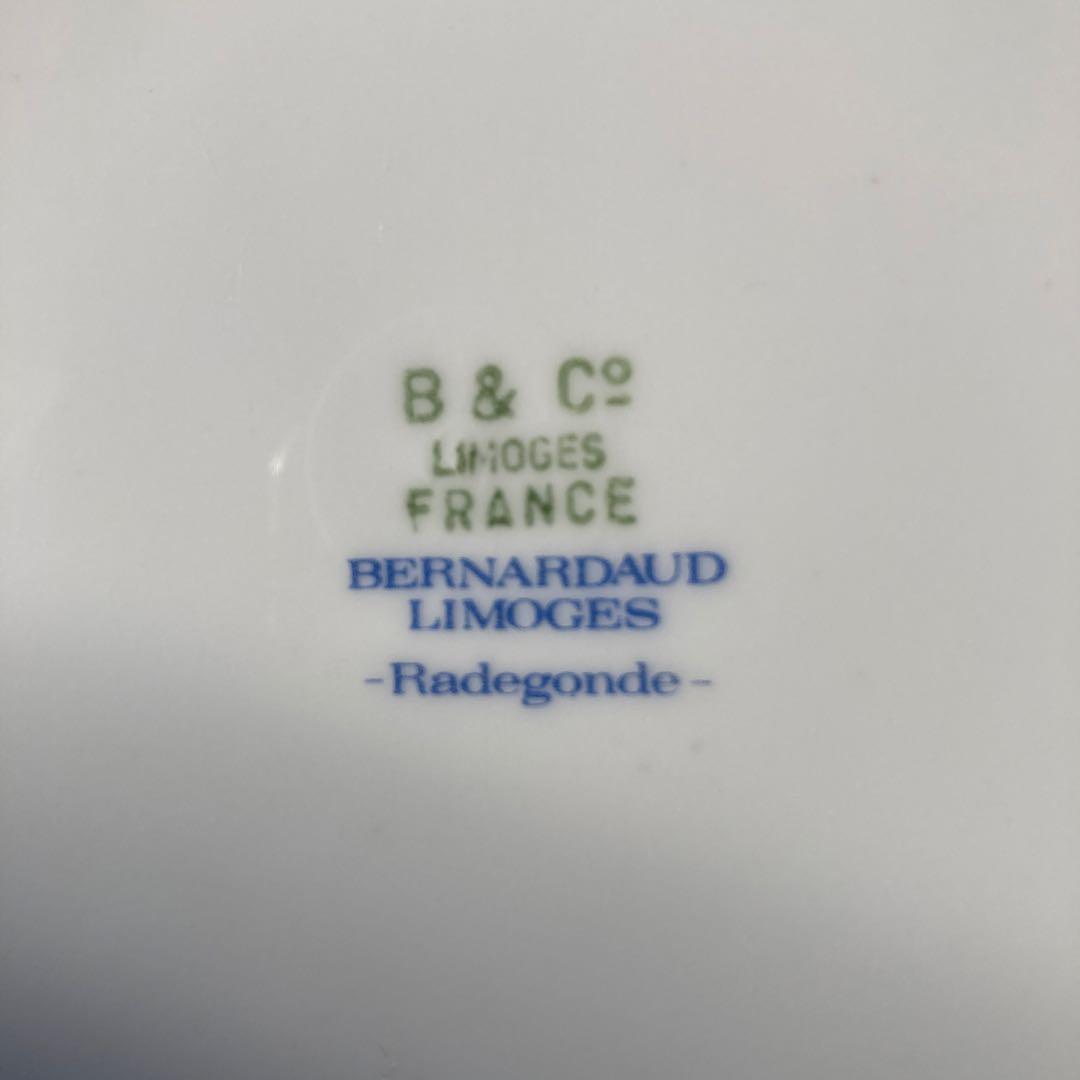 B & Cº
LIMOGES
FRANCE
BERNARDAUD
LIMOGES
-Radegonde-